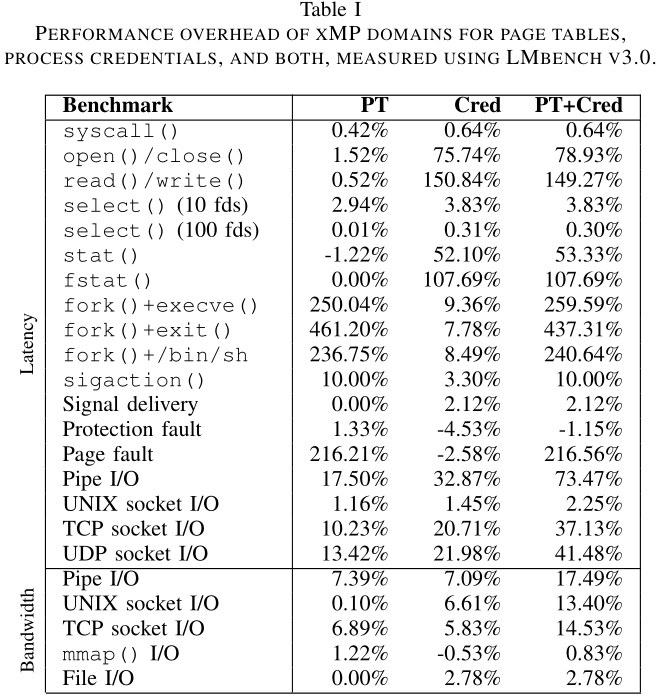 Table I
PERFORMANCE OVERHEAD OF XMP DOMAINS FOR PAGE TABLES,
PROCESS CREDENTIALS, AND BOTH, MEASURED USING LMBENCH V3.0.
Benchmark PT Cred PT+Cred
Latency
syscall() 0.42% 0.64% 0.64%
open()/close() 1.52% 75.74% 78.93%
read()/write() 0.52% 150.84% 149.27%
select() (10 fds) 2.94% 3.83% 3.83%
select() (100 fds) 0.01% 0.31% 0.30%
stat() -1.22% 52.10% 53.33%
fstat() 0.00% 107.69% 107.69%
fork()+execve() 250.04% 9.36% 259.59%
fork()+exit() 461.20% 7.78% 437.31%
fork()+/bin/sh 236.75% 8.49% 240.64%
sigaction() 10.00% 3.30% 10.00%
Signal delivery 0.00% 2.12% 2.12%
Protection fault 1.33% -4.53% -1.15%
Page fault 216.21% -2.58% 216.56%
Pipe I/O 17.50% 32.87% 73.47%
UNIX socket I/O 1.16% 1.45% 2.25%
TCP socket I/O 10.23% 20.71% 37.13%
UDP socket I/O 13.42% 21.98% 41.48%
Bandwidth
Pipe I/O 7.39% 7.09% 17.49%
UNIX socket I/O 0.10% 6.61% 13.40%
TCP socket I/O 6.89% 5.83% 14.53%
mmap() I/O 1.22% -0.53% 0.83%
File I/O 0.00% 2.78% 2.78%